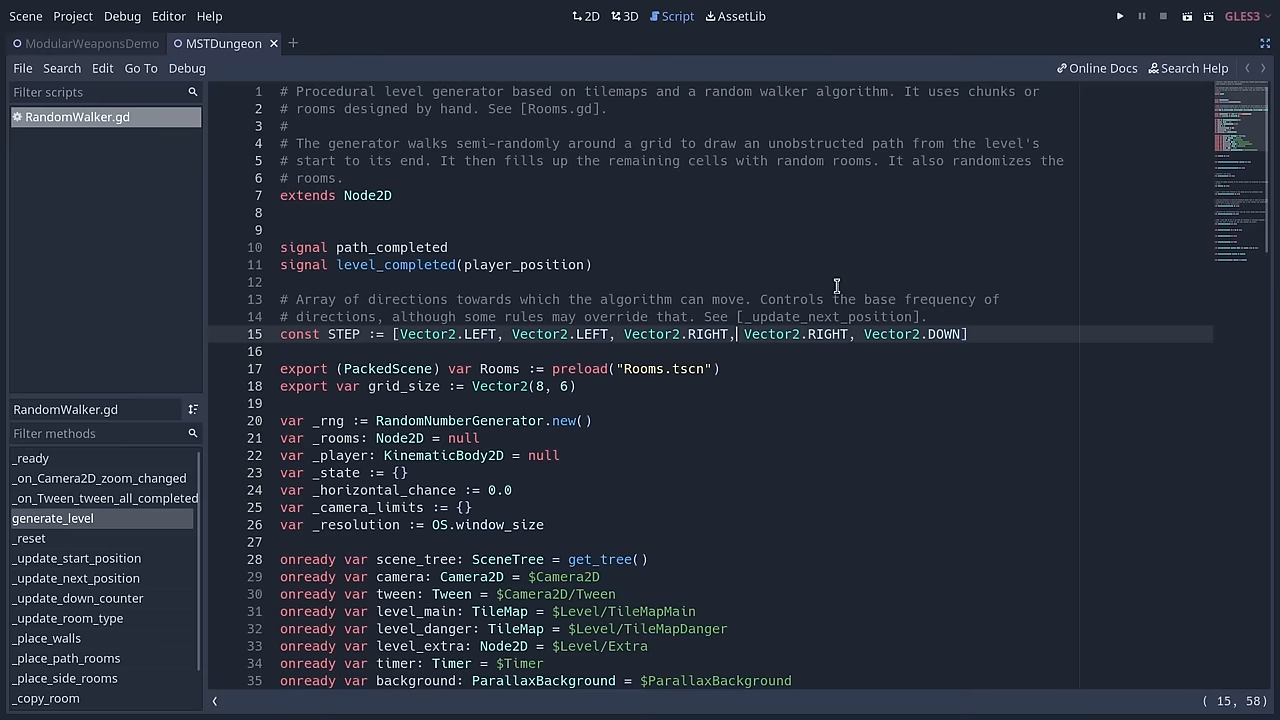 Scene Project Debug Editor Help
2D 3D Script AssetLib
GLES3
ModularWeaponsDemo
MSTDungeon
File Search Edit Go To Debug
Online Docs Search Help
Filter scripts
RandomWalker.gd
RandomWalker.gd
Filter methods
_ready
_on_Camera2D_zoom_changed
_on_Tween_tween_all_completed
generate_level
_reset
_update_start_position
_update_next_position
_update_down_counter
_update_room_type
_place_walls
_place_path_rooms
_place_side_rooms
_copy_room
1 # Procedural level generator based on tilemaps and a random walker algorithm. It uses chunks or
2 # rooms designed by hand. See [Rooms.gd]
3 #
4 # The generator walks semi-randomly around a grid to draw an unobstructed path from the level's
5 # start to its end. It then fills up the remaining cells with random rooms. It also randomizes the
6 # rooms.
7 extends Node2D
8
9
10 signal path_completed
11 signal level_completed(player_position)
12
13 # Array of directions towards which the algorithm can move. Controls the base frequency of
14 # directions, although some rules may override that. See [_update_next_position].
15 const STEP := [Vector2.LEFT, Vector2.LEFT, Vector2.RIGHT, Vector2.RIGHT, Vector2.DOWN]
16
17 export (PackedScene) var Rooms := preload("Rooms.tscn")
18 export var grid_size := Vector2(8, 6)
19
20 var _rng := RandomNumberGenerator.new()
21 var _rooms: Node2D = null
22 var _player: KinematicBody2D = null
23 var _state := {}
24 var _horizontal_chance := 0.0
25 var _camera_limits := {}
26 var _resolution := OS.window_size
27
28 onready var scene_tree: SceneTree = get_tree()
29 onready var camera: Camera2D = $Camera2D
30 onready var tween: Tween = $Camera2D/Tween
31 onready var level_main: TileMap = $Level/TileMapMain
32 onready var level_danger: TileMap = $Level/TileMapDanger
33 onready var level_extra: Node2D = $Level/Extra
34 onready var timer: Timer = $Timer
35 onready var background: ParallaxBackground = $ParallaxBackground
( 15, 58)